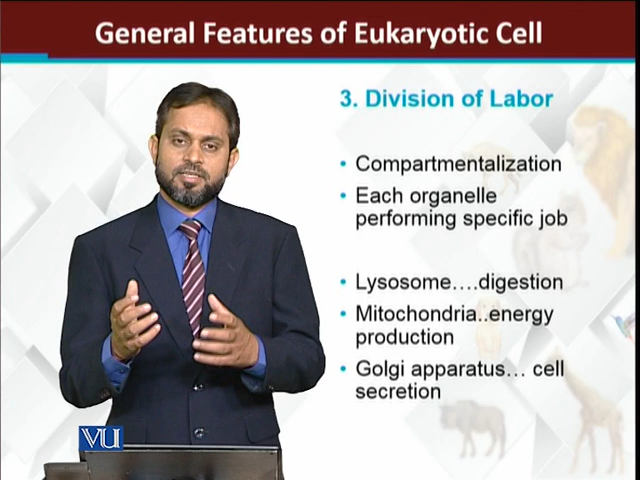 General Features of Eukaryotic Cell
3. Division of Labor
• Compartmentalization
• Each organelle
performing specific job
• Lysosome….digestion
• Mitochondria..energy
production
• Golgi apparatus… cell
secretion
VU